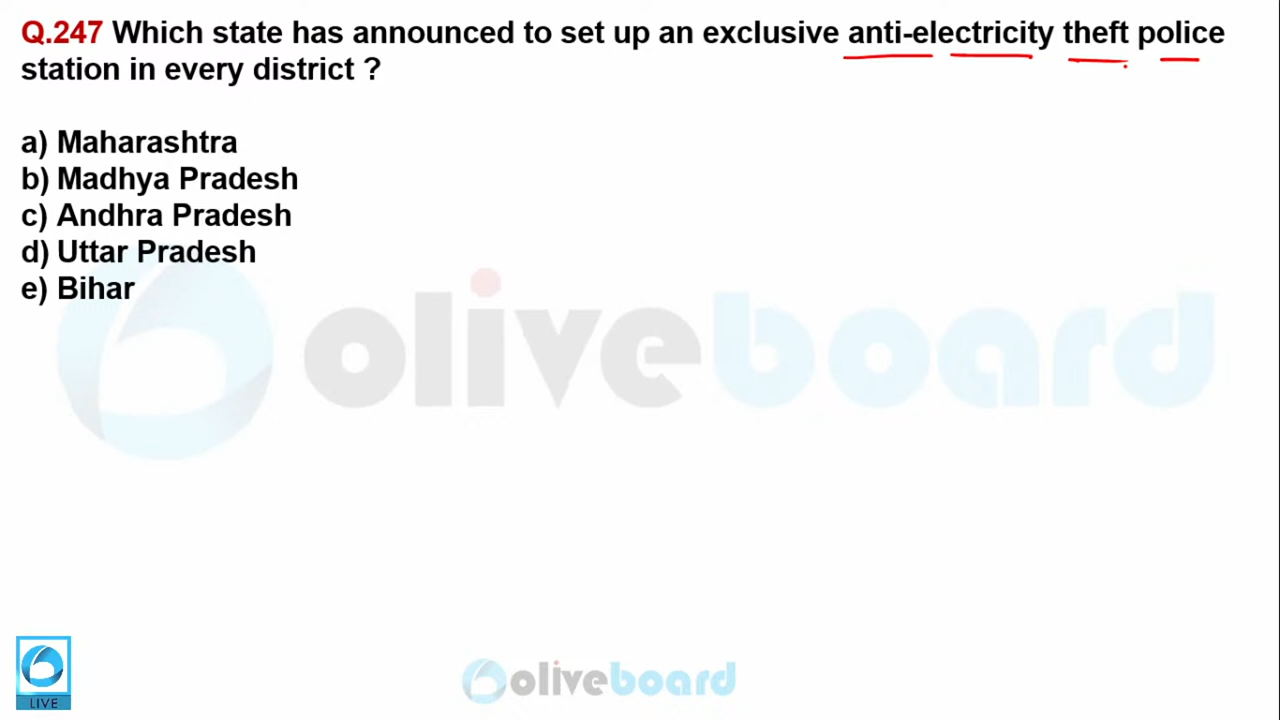 Q.247 Which state has announced to set up an exclusive anti-electricity theft police
station in every district ?
a) Maharashtra
b) Madhya Pradesh
c) Andhra Pradesh
d) Uttar Pradesh
e) Bihar
oliveboard
LIVE
oliveboard